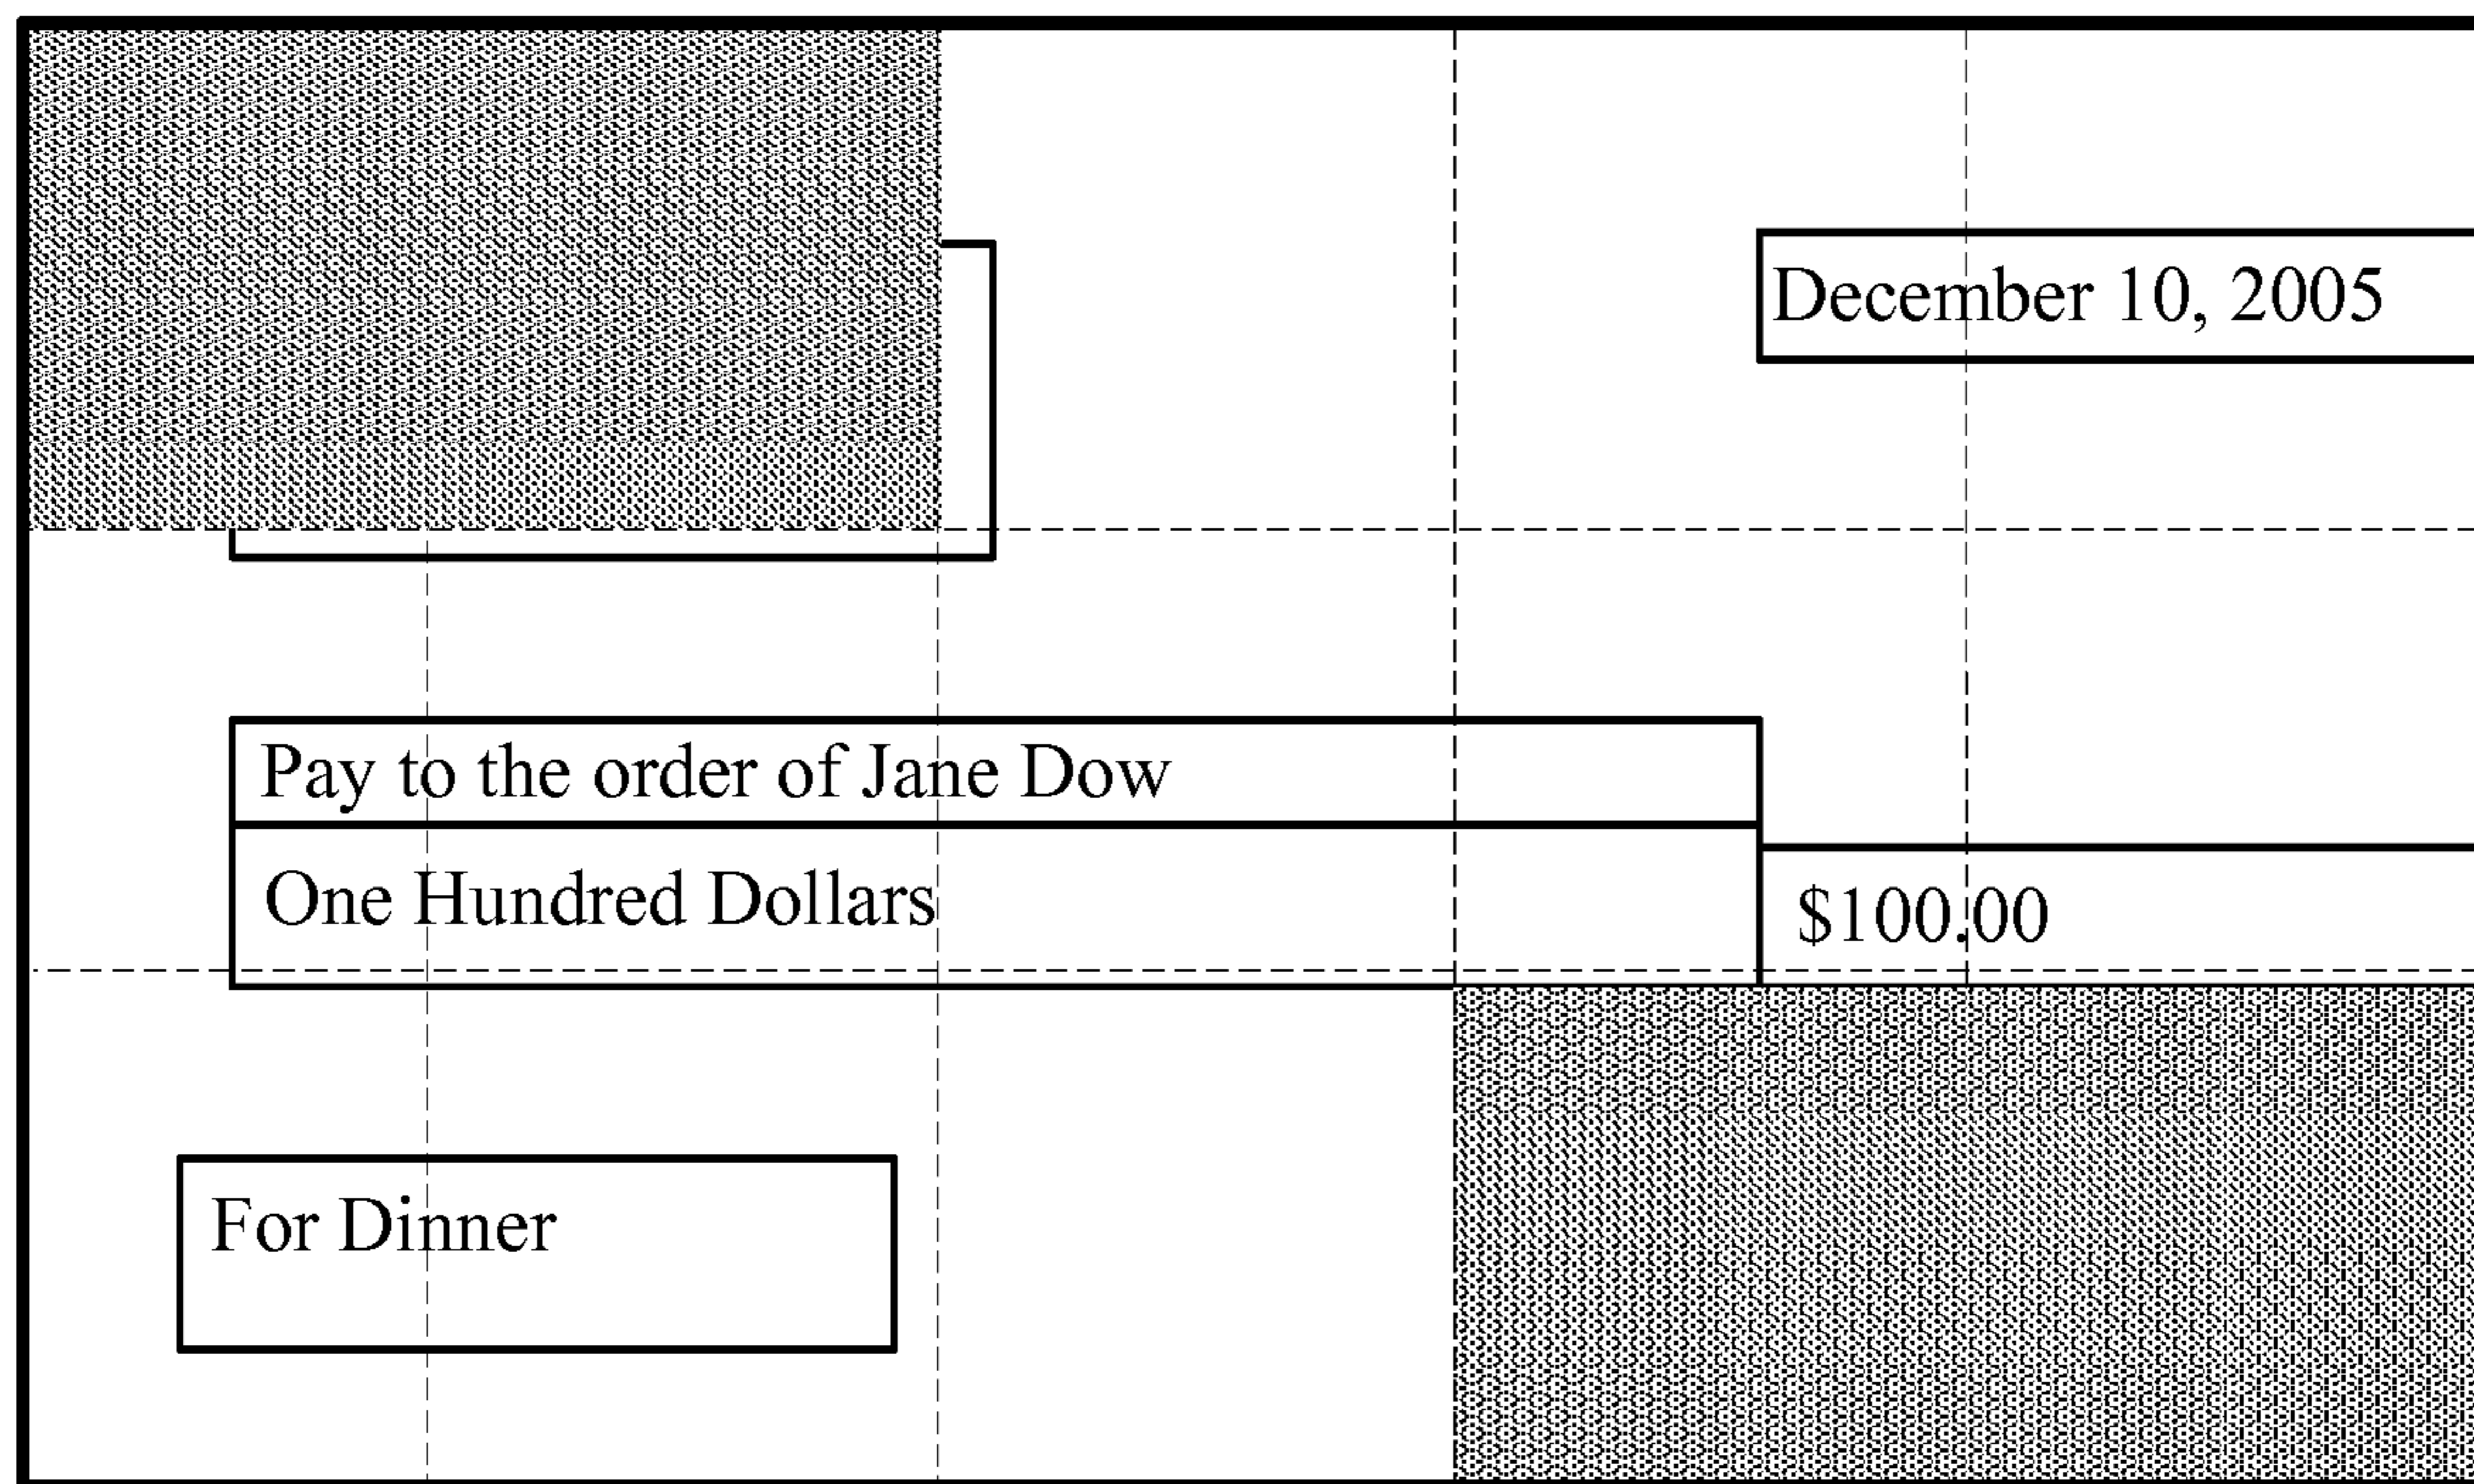 December 10, 2005
Pay to the order of Jane Dow
One Hundred Dollars
$100.00
For Dinner